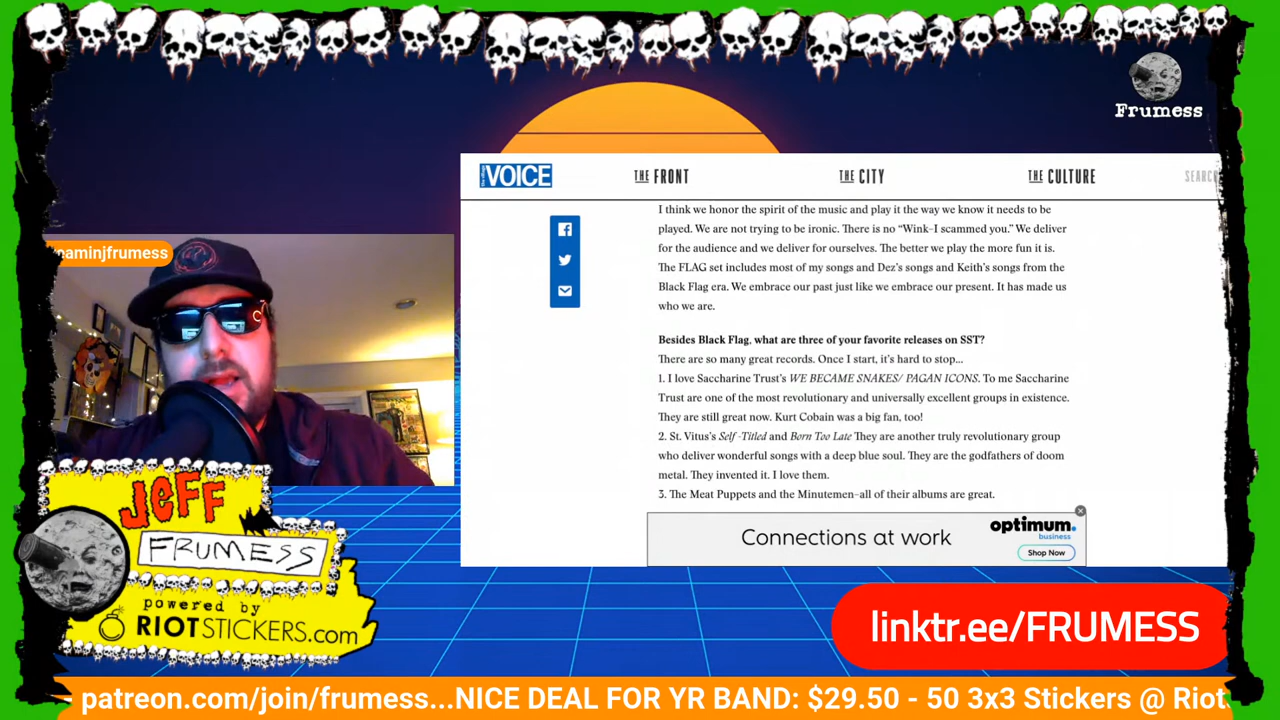 Frumess
the village VOICE
THE FRONT
THE CITY
THE CULTURE
SEARC
I think we honor the spirit of the music and play it the way we know it needs to be
played. We are not trying to be ironic. There is no “Wink–I scammed you.” We deliver
for the audience and we deliver for ourselves. The better we play the more fun it is.
The FLAG set includes most of my songs and Dez’s songs and Keith’s songs from the
Black Flag era. We embrace our past just like we embrace our present. It has made us
who we are.
Besides Black Flag, what are three of your favorite releases on SST?
There are so many great records. Once I start, it’s hard to stop…
1. I love Saccharine Trust’s WE BECAME SNAKES/ PAGAN ICONS. To me Saccharine
Trust are one of the most revolutionary and universally excellent groups in existence.
They are still great now. Kurt Cobain was a big fan, too!
2. St. Vitus’s Self -Titled and Born Too Late They are another truly revolutionary group
who deliver wonderful songs with a deep blue soul. They are the godfathers of doom
metal. They invented it. I love them.
3. The Meat Puppets and the Minutemen–all of their albums are great.
Connections at work
optimum.
business
Shop Now
eaminjfrumess
JEFF
FRUMESS
powered by
RIOTSTICKERS.com
linktr.ee/FRUMESS
- patreon.com/join/frumess...NICE DEAL FOR YR BAND: $29.50 - 50 3x3 Stickers @ Riot